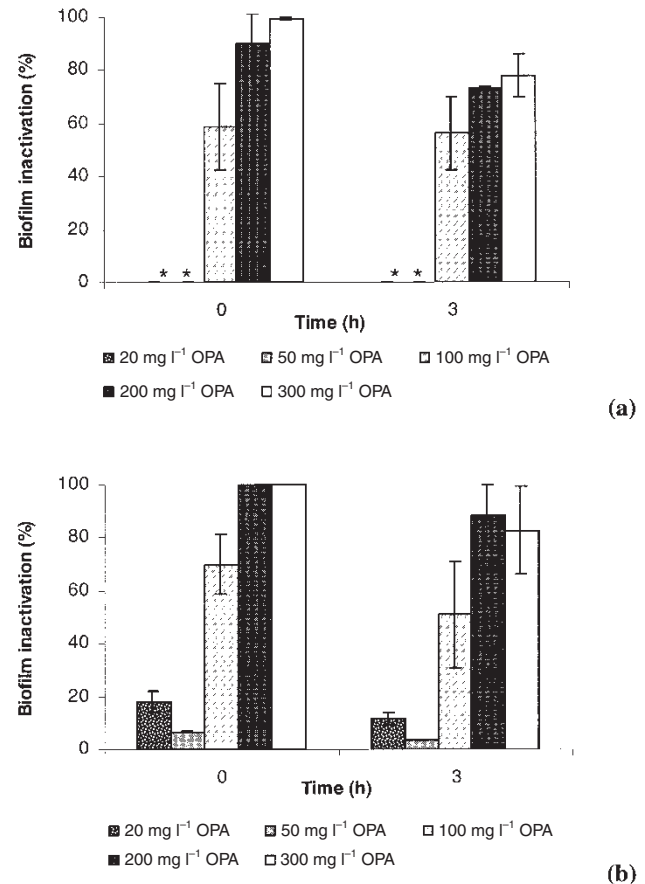 100
80
60
40
20
0
Biofilm inactivation (%)
* *
* *
0
3
Time (h)
20 mg l⁻¹ OPA
50 mg l⁻¹ OPA
100 mg l⁻¹ OPA
200 mg l⁻¹ OPA
300 mg l⁻¹ OPA
(a)
100
80
60
40
20
0
Biofilm inactivation (%)
0
3
Time (h)
20 mg l⁻¹ OPA
50 mg l⁻¹ OPA
100 mg l⁻¹ OPA
200 mg l⁻¹ OPA
300 mg l⁻¹ OPA
(b)